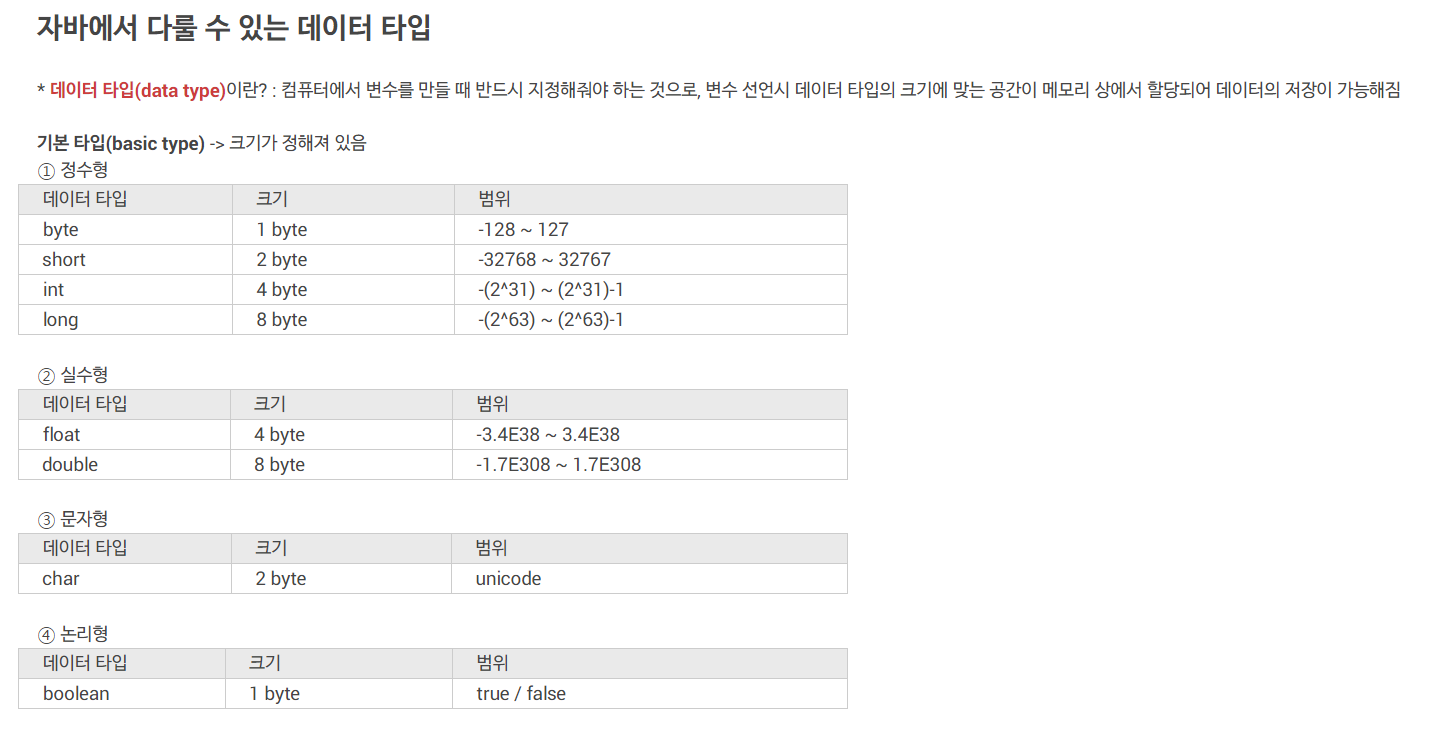 자바에서 다룰 수 있는 데이터 타입
* 데이터 타입(data type)이란? : 컴퓨터에서 변수를 만들 때 반드시 지정해줘야 하는 것으로, 변수 선언시 데이터 타입의 크기에 맞는 공간이 메모리 상에서 할당되어 데이터의 저장이 가능해짐
기본 타입(basic type) -> 크기가 정해져 있음
① 정수형
데이터 타입 크기 범위
byte 1 byte -128 ~ 127
short 2 byte -32768 ~ 32767
int 4 byte -(2^31) ~ (2^31)-1
long 8 byte -(2^63) ~ (2^63)-1
② 실수형
데이터 타입 크기 범위
float 4 byte -3.4E38 ~ 3.4E38
double 8 byte -1.7E308 ~ 1.7E308
③ 문자형
데이터 타입 크기 범위
char 2 byte unicode
④ 논리형
데이터 타입 크기 범위
boolean 1 byte true / false